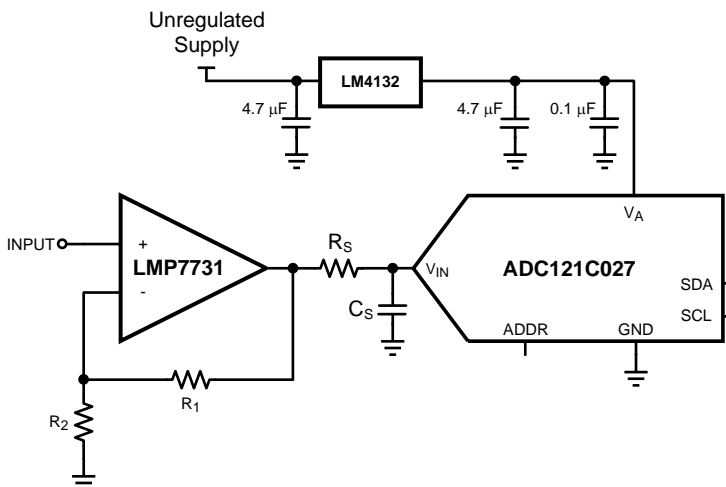 Unregulated
Supply
LM4132
4.7 µF
4.7 µF
0.1 µF
VA
INPUT
+
-
LMP7731
RS
CS
VIN
ADC121C027
SDA
SCL
ADDR
GND
R1
R2